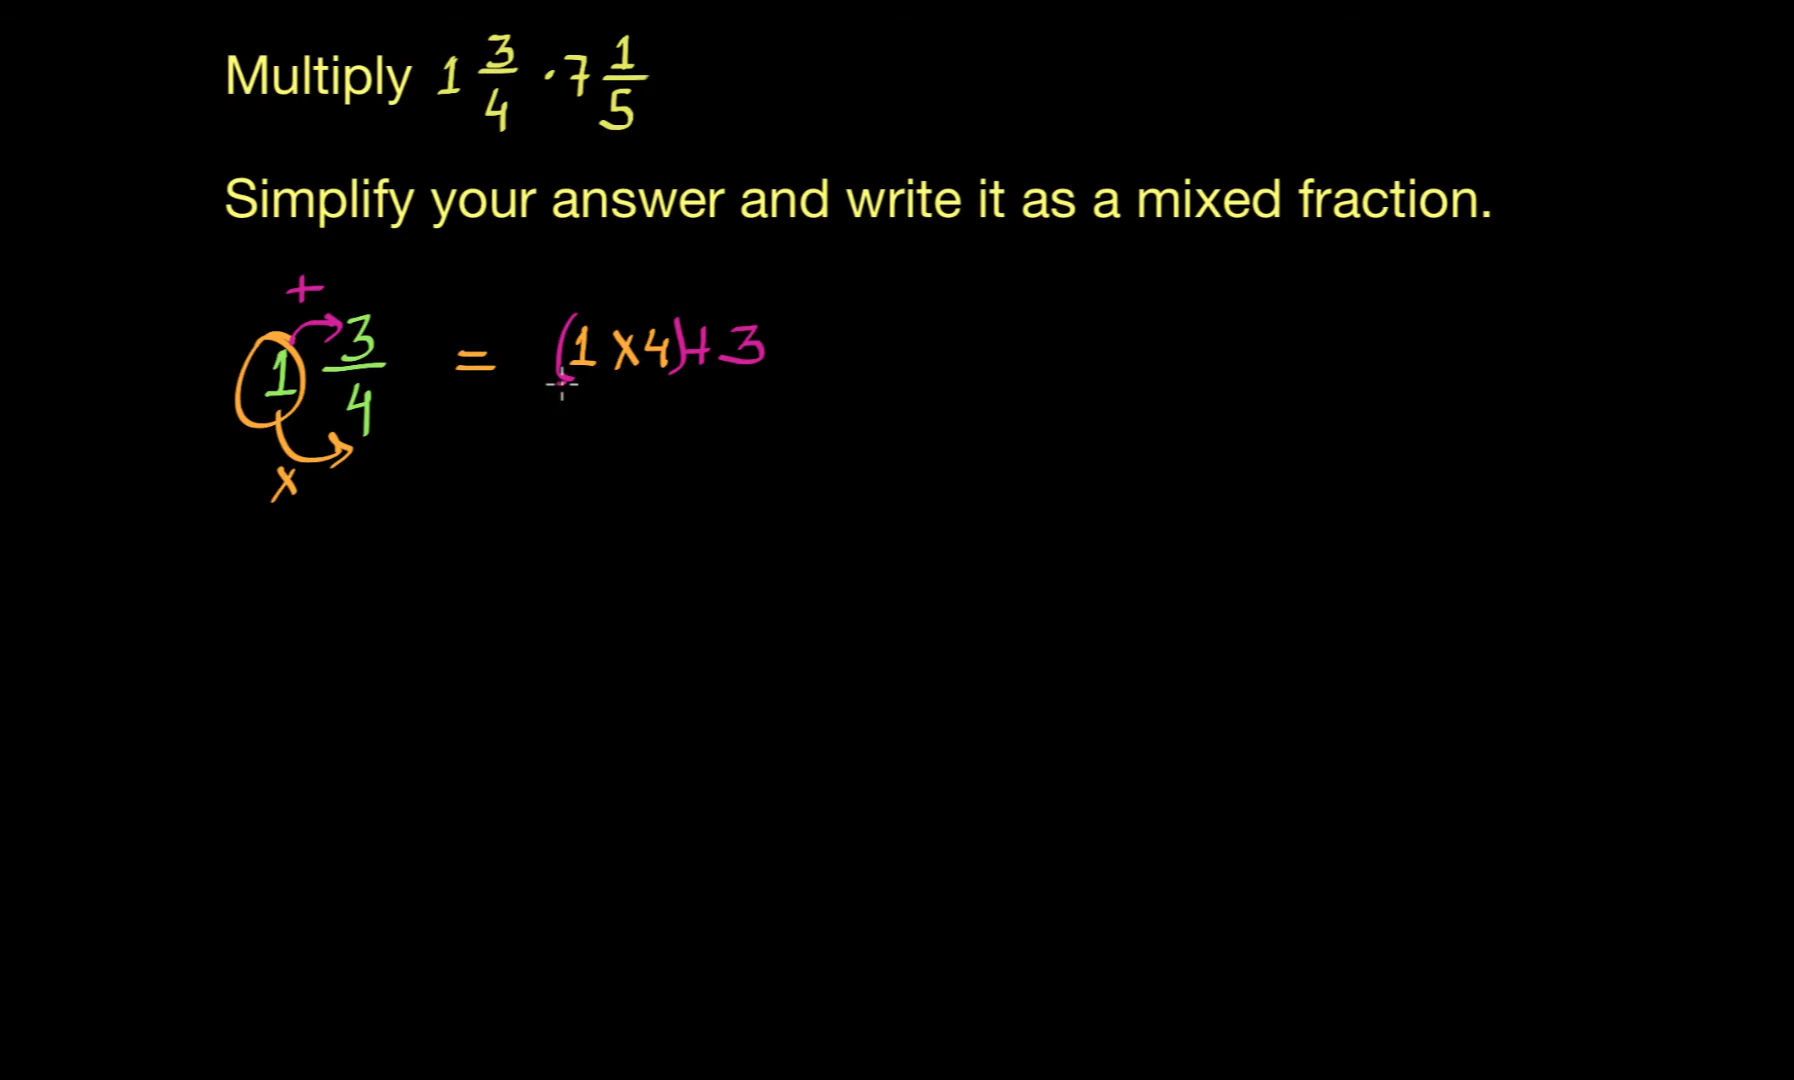 Multiply 1 3/4 · 7 1/5
Simplify your answer and write it as a mixed fraction.
+
1 3/4 = (1 x 4) + 3
x